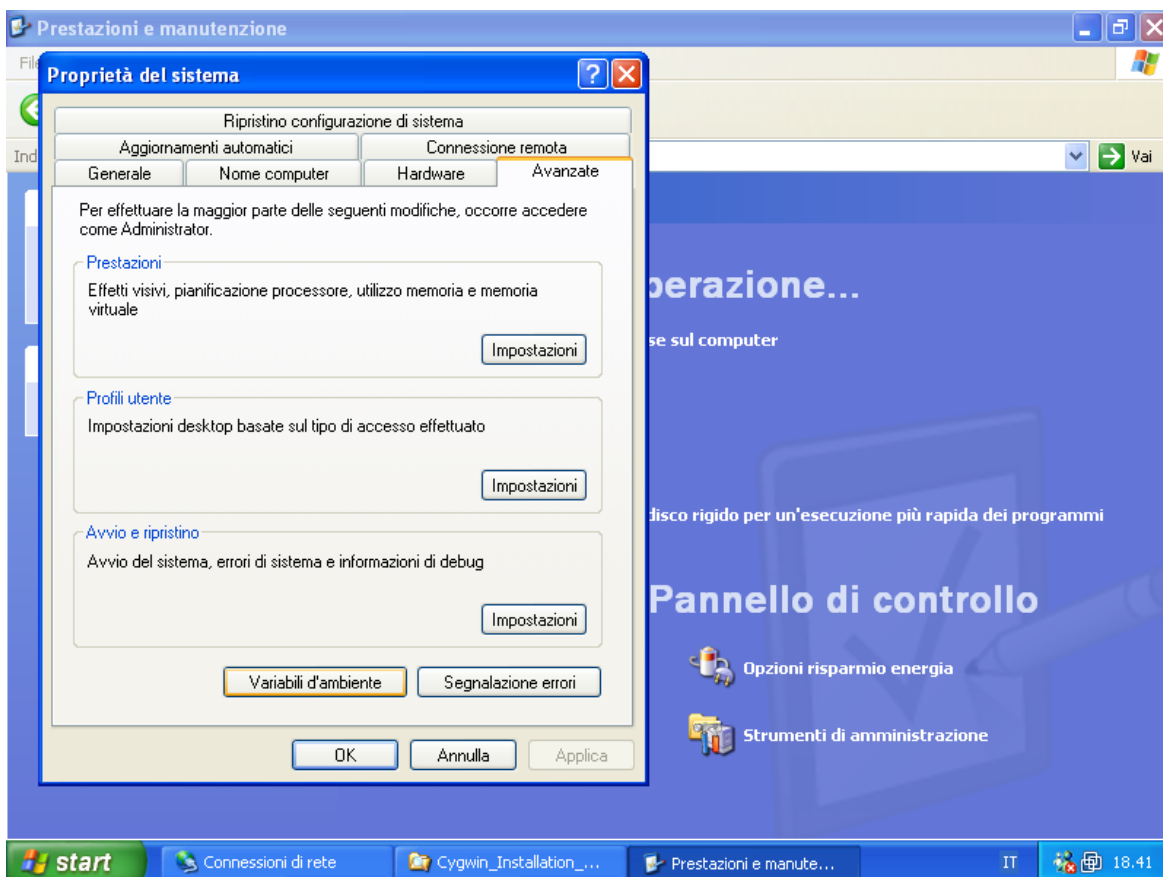 Prestazioni e manutenzione
File
Proprietà del sistema
Ripristino configurazione di sistema
Aggiornamenti automatici
Connessione remota
Ind
Vai
Generale
Nome computer
Hardware
Avanzate
Per effettuare la maggior parte delle seguenti modifiche, occorre accedere
come Administrator.
Prestazioni
Effetti visivi, pianificazione processore, utilizzo memoria e memoria
virtuale
Impostazioni
Profili utente
Impostazioni desktop basate sul tipo di accesso effettuato
Impostazioni
Avvio e ripristino
Avvio del sistema, errori di sistema e informazioni di debug
Impostazioni
Variabili d'ambiente
Segnalazione errori
OK
Annulla
Applica
perazione...
se sul computer
disco rigido per un'esecuzione più rapida dei programmi
Pannello di controllo
Opzioni risparmio energia
Strumenti di amministrazione
start
Connessioni di rete
Cygwin_Installation_...
Prestazioni e manute...
IT
18.41